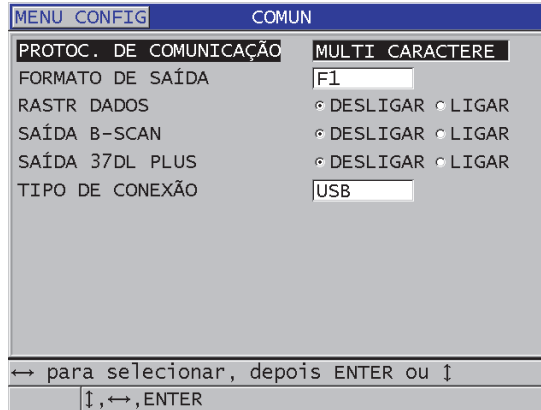 MENU CONFIG COMUN
PROTOC. DE COMUNICAÇÃO MULTI CARACTERE
FORMATO DE SAÍDA F1
RASTR DADOS DESLIGAR LIGAR
SAÍDA B-SCAN DESLIGAR LIGAR
SAÍDA 37DL PLUS DESLIGAR LIGAR
TIPO DE CONEXÃO USB
↔ para selecionar, depois ENTER ou ↕
↕,↔,ENTER